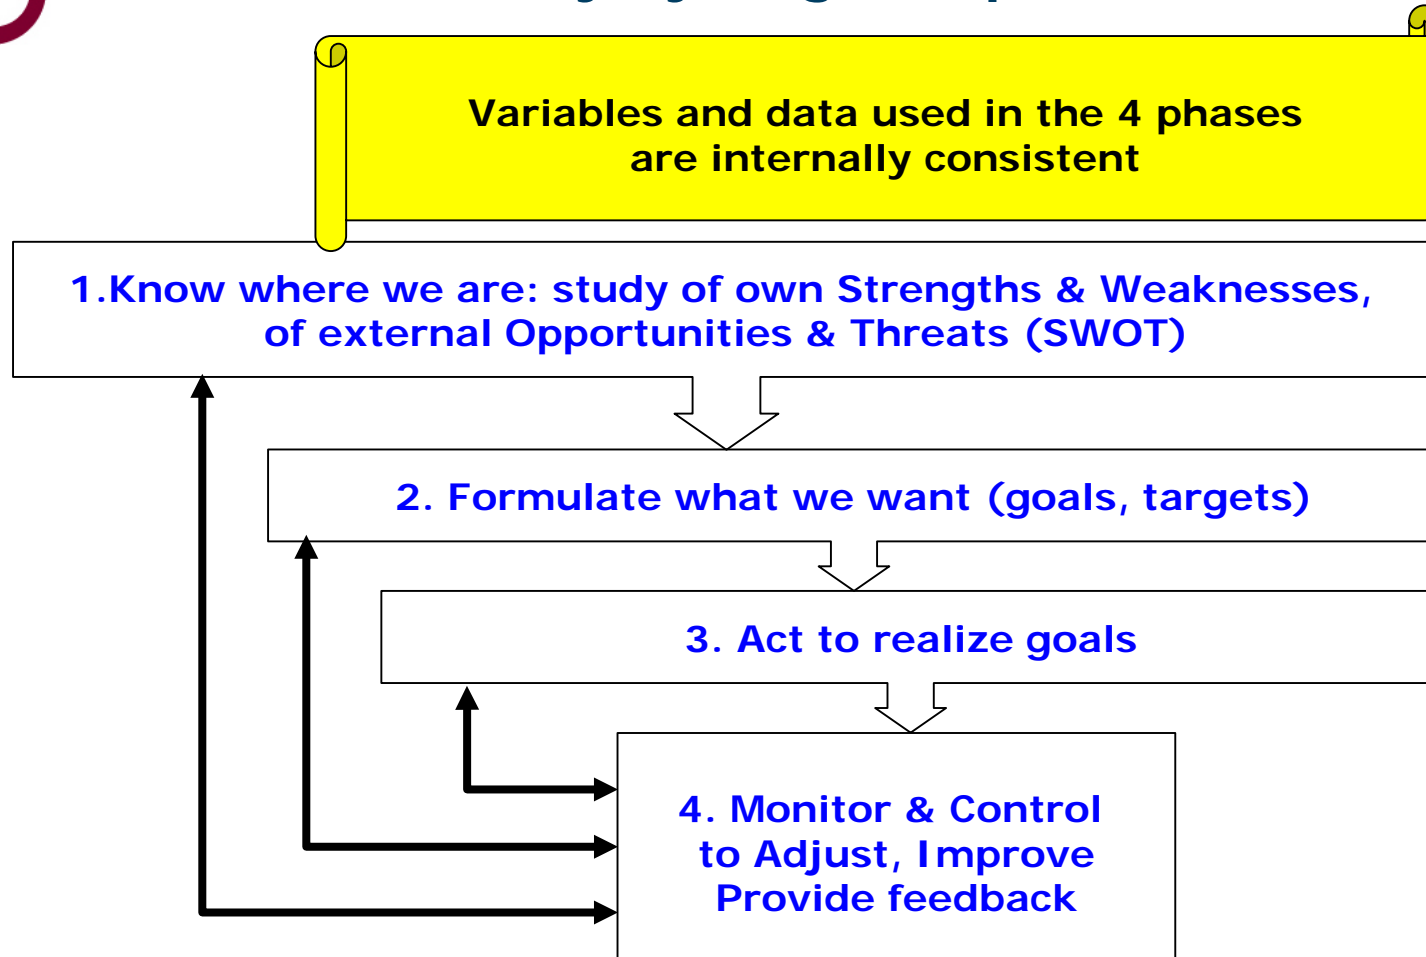 Variables and data used in the 4 phases
are internally consistent
1.Know where we are: study of own Strengths & Weaknesses,
of external Opportunities & Threats (SWOT)
2. Formulate what we want (goals, targets)
3. Act to realize goals
4. Monitor & Control
to Adjust, Improve
Provide feedback